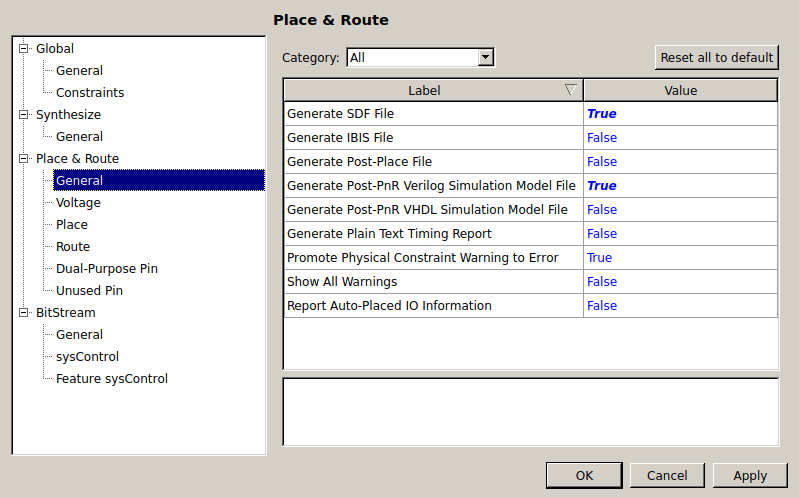 Place & Route
Global
General
Constraints
Synthesize
General
Place & Route
General
Voltage
Place
Route
Dual-Purpose Pin
Unused Pin
BitStream
General
sysControl
Feature sysControl
Category: All Reset all to default
Label Value
Generate SDF File True
Generate IBIS File False
Generate Post-Place File False
Generate Post-PnR Verilog Simulation Model File True
Generate Post-PnR VHDL Simulation Model File False
Generate Plain Text Timing Report False
Promote Physical Constraint Warning to Error True
Show All Warnings False
Report Auto-Placed IO Information False
OK Cancel Apply